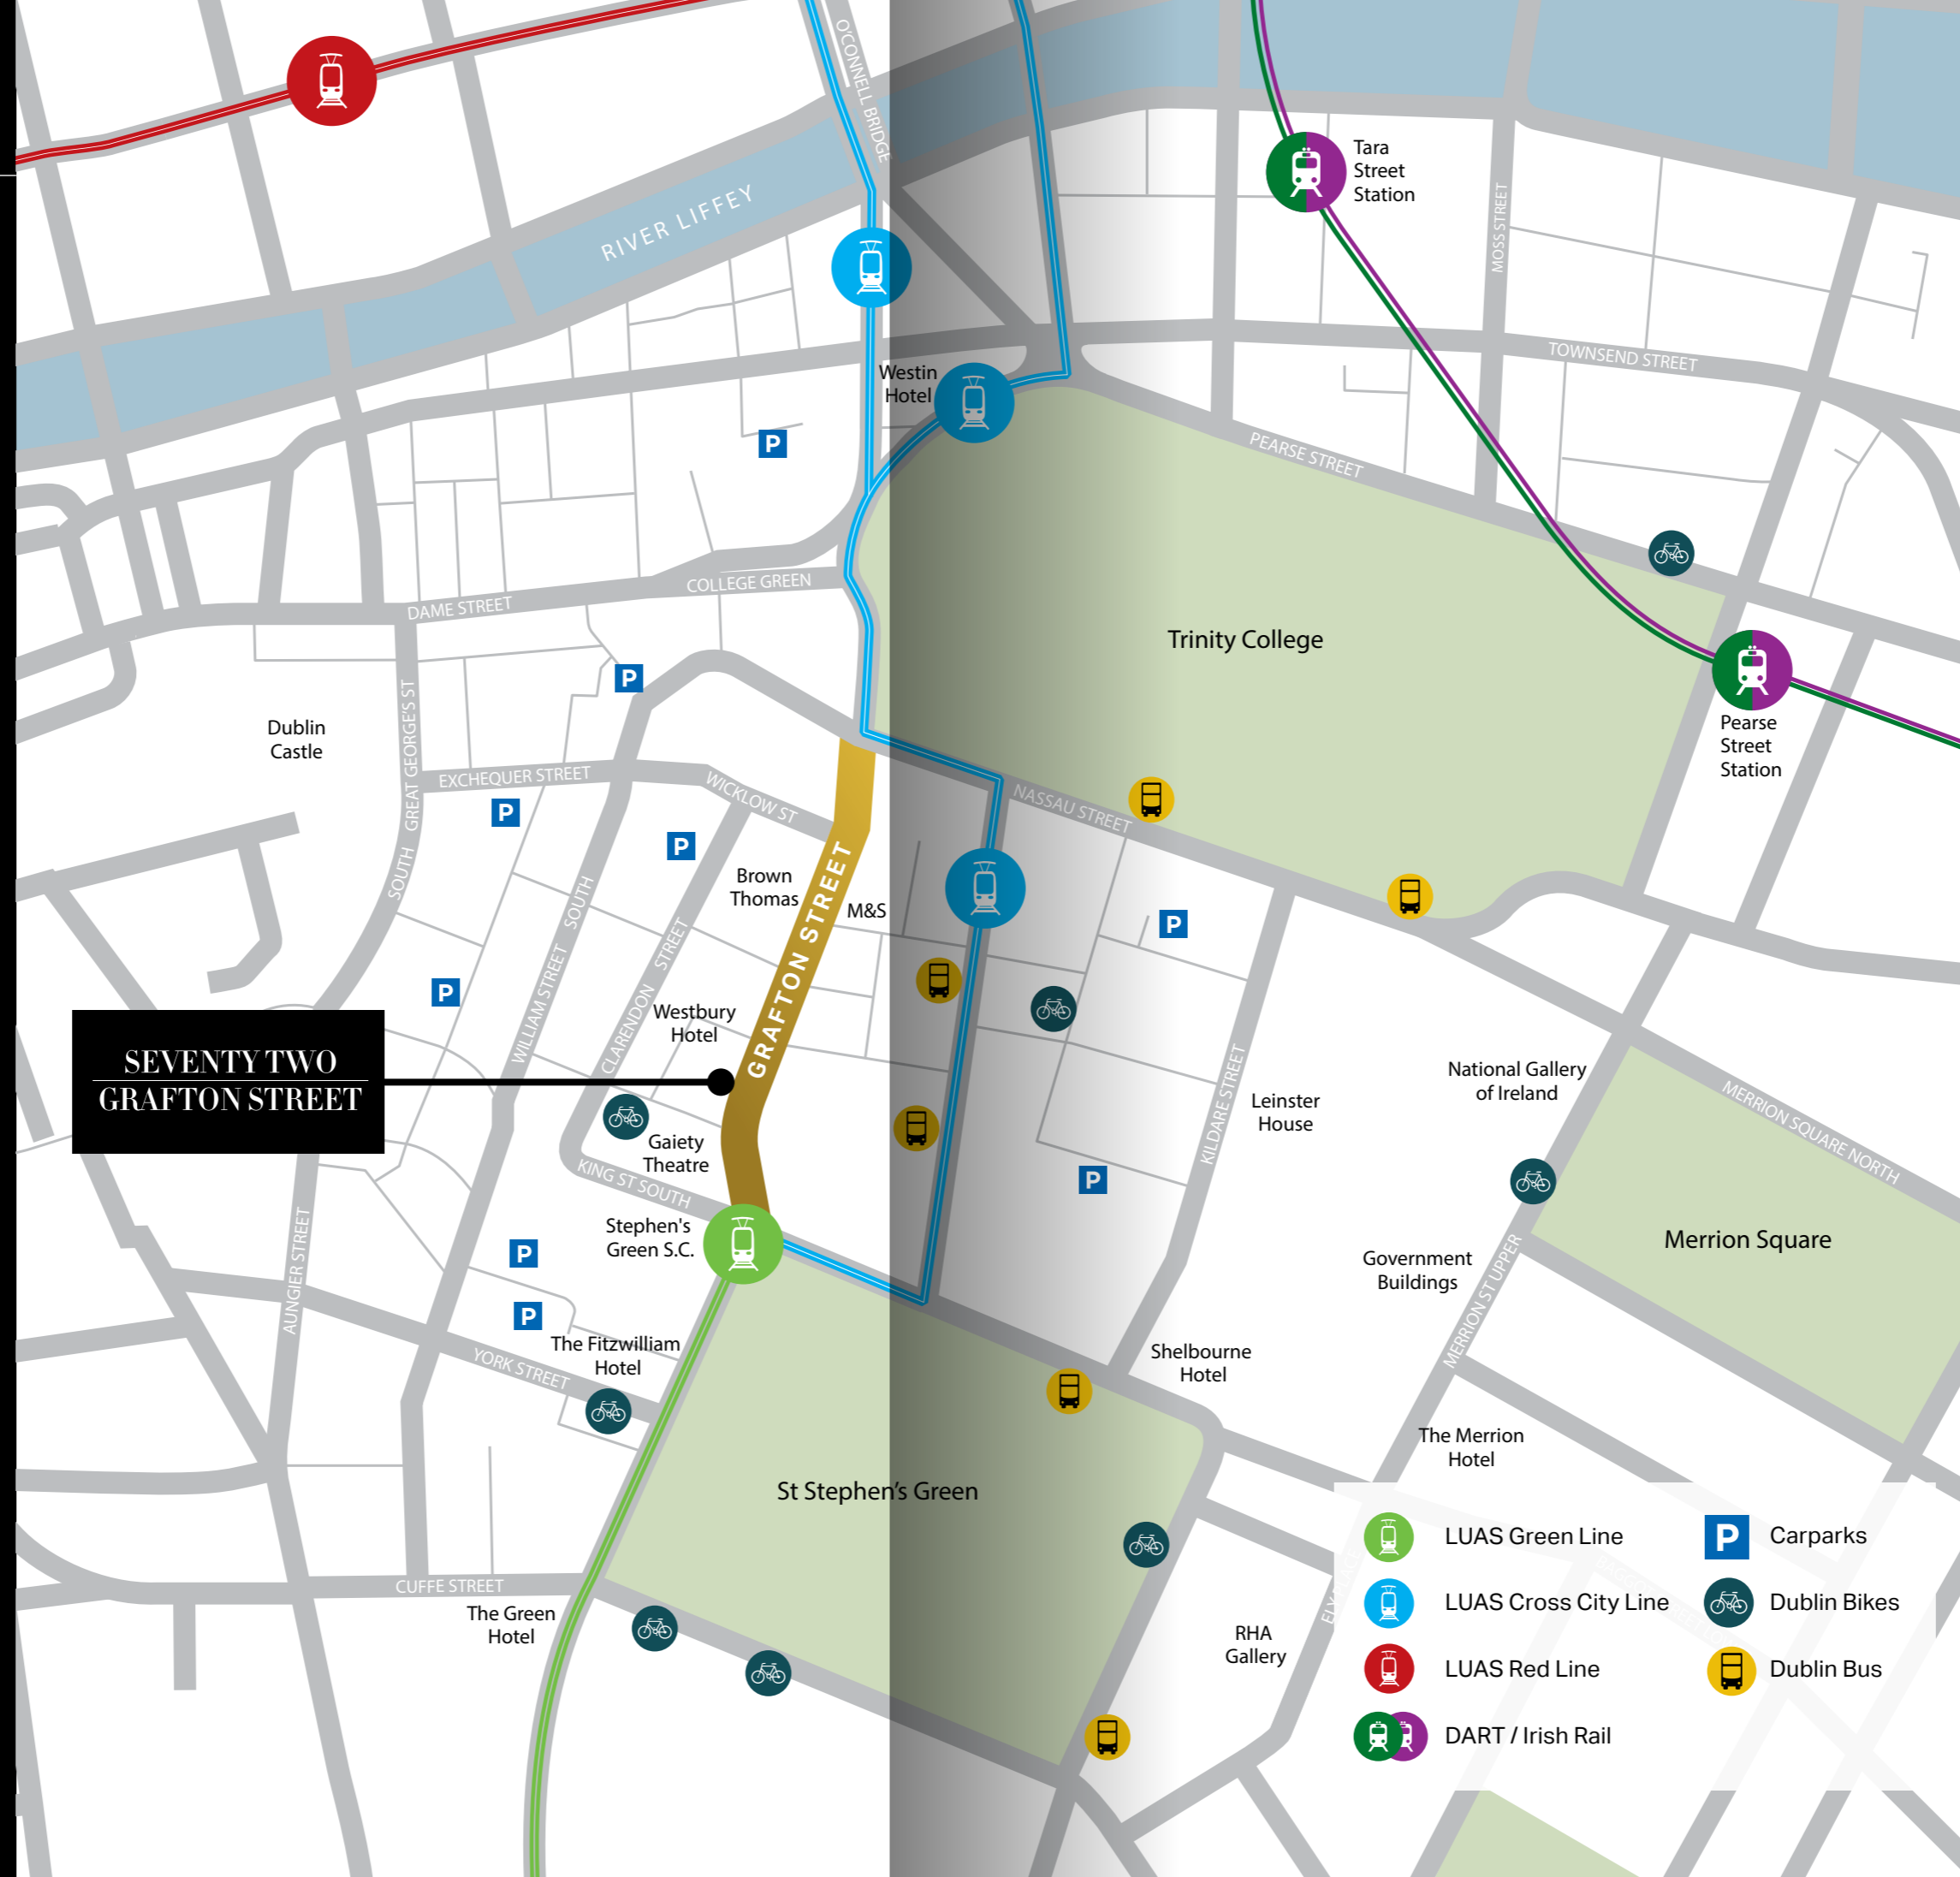 O'CONNELL BRIDGE
RIVER LIFFEY
Tara
Street
Station
MOSS STREET
TOWNSEND STREET
Westin
Hotel
P
PEARSE STREET
COLLEGE GREEN
DAME STREET
Trinity College
P
Dublin
Castle
SOUTH GREAT GEORGE'S ST
Pearse
Street
Station
EXCHEQUER STREET
WICKLOW ST
NASSAU STREET
P
P
Brown
Thomas
M&S
GRAFTON STREET
P
WILLIAM STREET SOUTH
CLARENDON STREET
P
Westbury
Hotel
SEVENTY TWO
GRAFTON STREET
KILDARE STREET
Leinster
House
National Gallery
of Ireland
MERRION SQUARE NORTH
Gaiety
Theatre
KING ST SOUTH
P
Stephen's
Green S.C.
Merrion Square
Government
Buildings
MERRION ST UPPER
AUNGIER STREET
P
P
The Fitzwilliam
Hotel
YORK STREET
Shelbourne
Hotel
The Merrion
Hotel
St Stephen's Green
CUFFE STREET
The Green
Hotel
RHA
Gallery
LUAS Green Line
LUAS Cross City Line
LUAS Red Line
DART / Irish Rail
P Carparks
Dublin Bikes
Dublin Bus